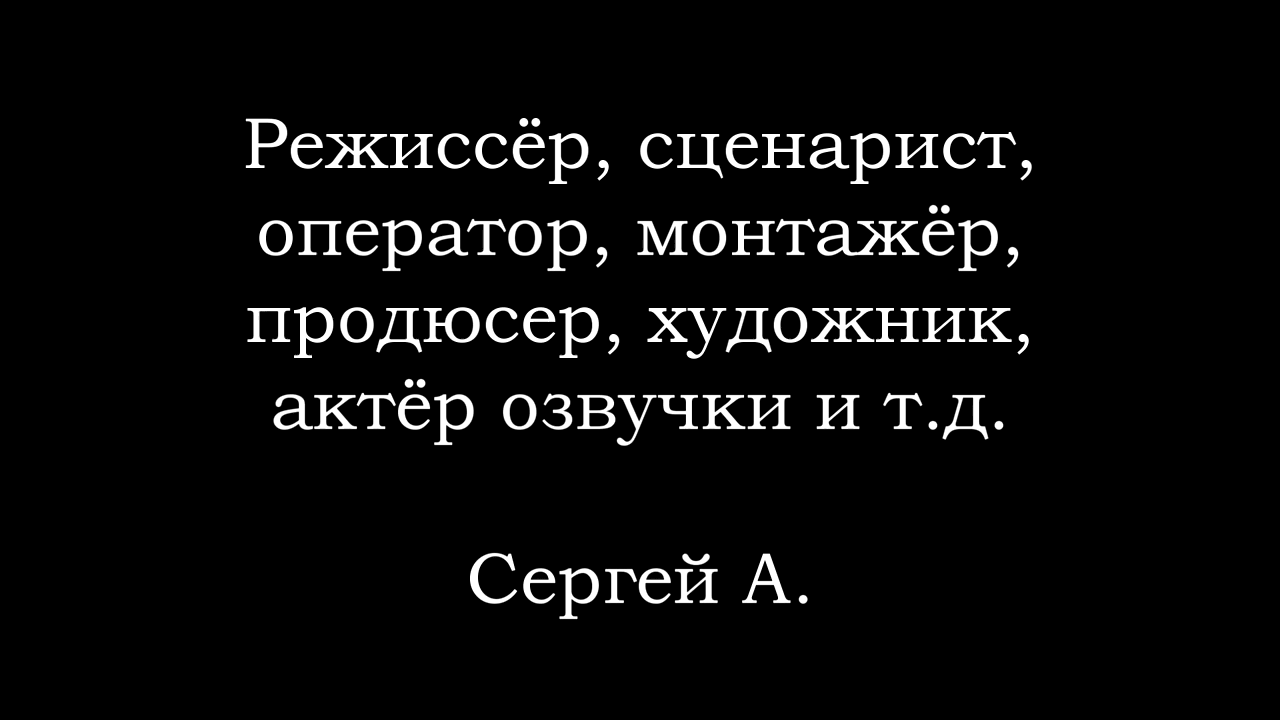 Режиссёр, сценарист,
оператор, монтажёр,
продюсер, художник,
актёр озвучки и т.д.
Сергей А.